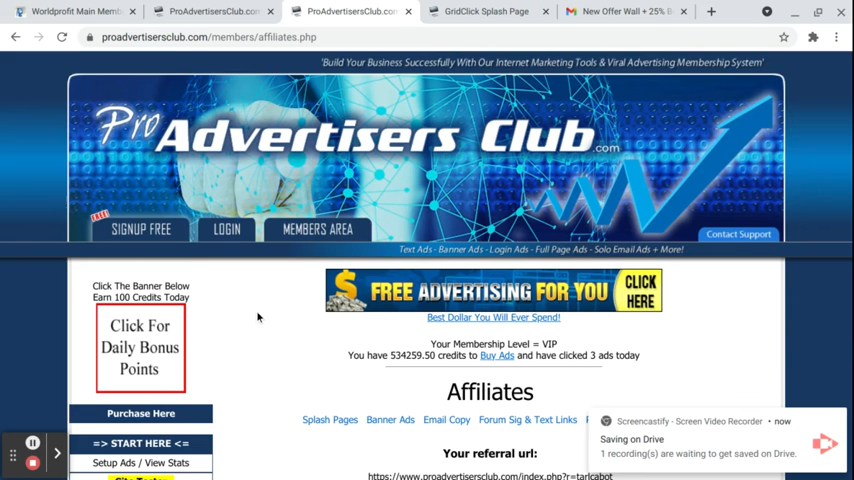 Worldprofit Main Memb
ProAdvertisersClub.com
ProAdvertisersClub.com
GridClick Splash Page
New Offer Wall + 25% B
proadvertisersclub.com/members/affiliates.php
'Build Your Business Successfully With Our Internet Marketing Tools & Viral Advertising Membership System'
Pro Advertisers Club.com
FREE!
SIGNUP FREE
LOGIN
MEMBERS AREA
Contact Support
Text Ads - Banner Ads - Login Ads - Full Page Ads - Solo Email Ads + More!
Click The Banner Below
Earn 100 Credits Today
Click For
Daily Bonus
Points
Purchase Here
=> START HERE <=
Setup Ads / View Stats
$ FREE ADVERTISING FOR YOU CLICK HERE
Best Dollar You Will Ever Spend!
Your Membership Level = VIP
You have 534259.50 credits to Buy Ads and have clicked 3 ads today
Affiliates
Splash Pages Banner Ads Email Copy Forum Sig & Text Links
Your referral url:
https://www.proadvertisersclub.com/index.php?r=tarlcabot
Screencastify - Screen Video Recorder • now
Saving on Drive
1 recording(s) are waiting to get saved on Drive.